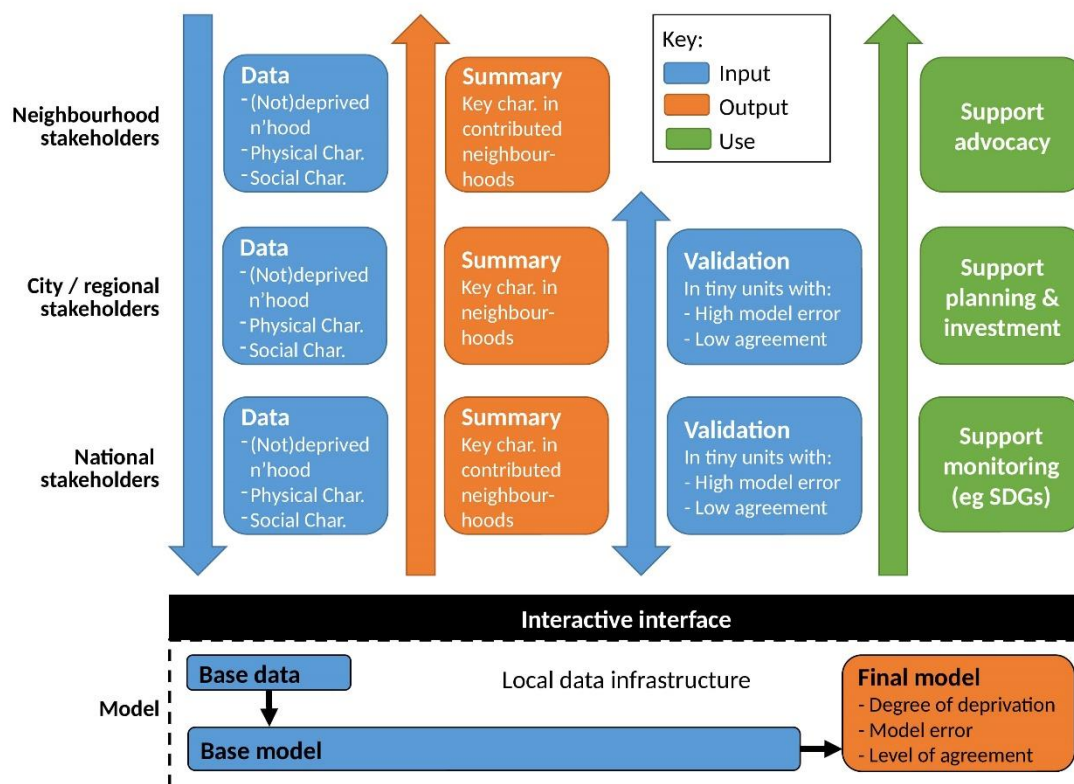 Key:
Input
Output
Use
Neighbourhood
stakeholders
Data
- (Not)deprived
n'hood
- Physical Char.
- Social Char.
Summary
Key char. in
contributed
neighbour-
hoods
Support
advocacy
City / regional
stakeholders
Data
- (Not)deprived
n'hood
- Physical Char.
- Social Char.
Summary
Key char. in
neighbour-
hoods
Validation
In tiny units with:
- High model error
- Low agreement
Support
planning &
investment
National
stakeholders
Data
- (Not)deprived
n'hood
- Physical Char.
- Social Char.
Summary
Key char. in
contributed
neighbour-
hoods
Validation
In tiny units with:
- High model error
- Low agreement
Support
monitoring
(eg SDGs)
Interactive interface
Model
Base data
Local data infrastructure
Base model
Final model
- Degree of deprivation
- Model error
- Level of agreement